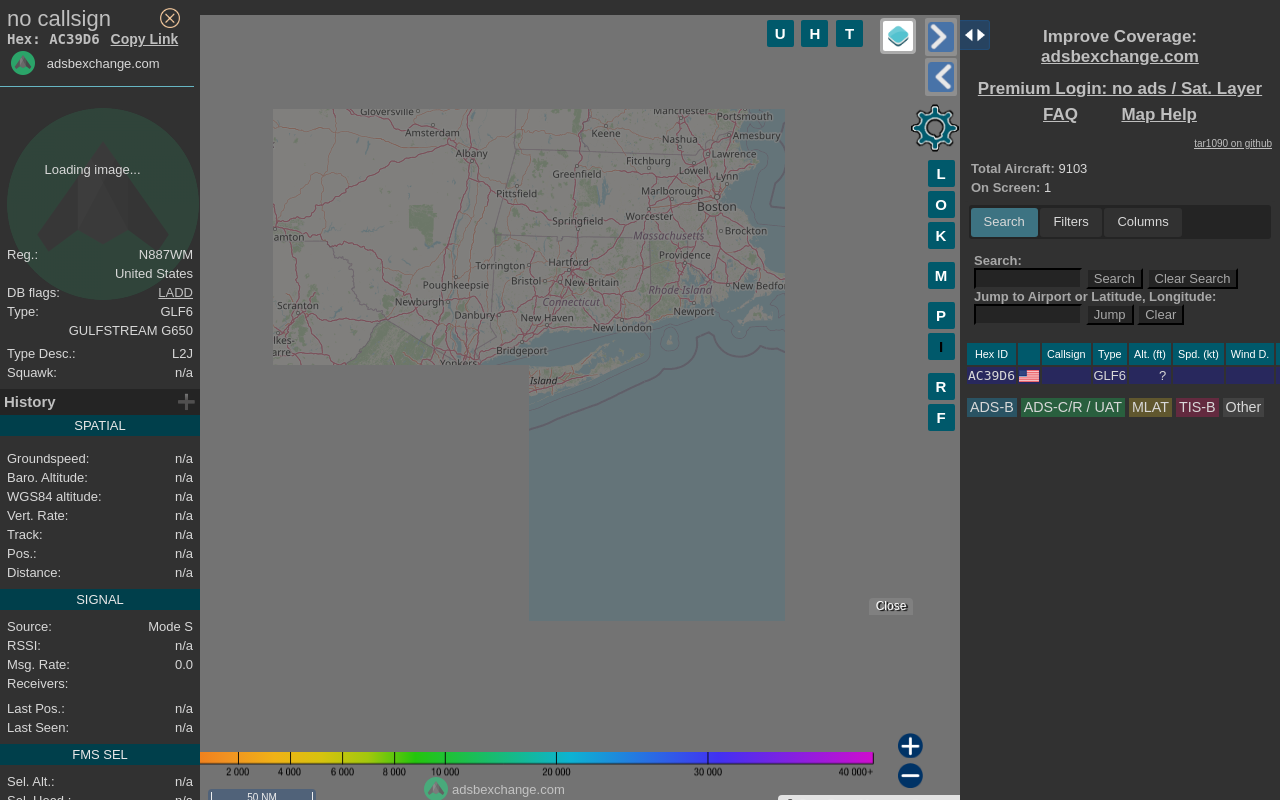 no callsign
Hex: AC39D6 Copy Link
adsbexchange.com
Loading image...
Reg.: N887WM
United States
DB flags: LADD
Type: GLF6
GULFSTREAM G650
Type Desc.: L2J
Squawk: n/a
History
SPATIAL
Groundspeed: n/a
Baro. Altitude: n/a
WGS84 altitude: n/a
Vert. Rate: n/a
Track: n/a
Pos.: n/a
Distance: n/a
SIGNAL
Source: Mode S
RSSI: n/a
Msg. Rate: 0.0
Receivers:
Last Pos.: n/a
Last Seen: n/a
FMS SEL
Sel. Alt.: n/a
Sel. Head.: n/a
U H T
Gloversville
Manchester
Portsmouth
Amsterdam
Keene
Amesbury
Nashua
Albany
Lawrence
Fitchburg
Lowell
Greenfield
Lynn
Pittsfield
Marlborough
Boston
Worcester
Springfield
Brockton
Massachusetts
amton
Providence
Torrington
Hartford
Bristol
New Britain
Poughkeepsie
New Bedfor
Rhode Island
Scranton
Newburgh
Connecticut
Newport
Danbury
New Haven
New London
lkes-
arre
Bridgeport
Yonkers
Island
L
O
K
M
P
I
R
F
Close
2 000 4 000 6 000 8 000 10 000 20 000 30 000 40 000+
adsbexchange.com
50 NM
Improve Coverage:
adsbexchange.com
Premium Login: no ads / Sat. Layer
FAQ Map Help
tar1090 on github
Total Aircraft: 9103
On Screen: 1
Search Filters Columns
Search:
Search Clear Search
Jump to Airport or Latitude, Longitude:
Jump Clear
Hex ID Callsign Type Alt. (ft) Spd. (kt) Wind D.
AC39D6 GLF6 ?
ADS-B ADS-C/R / UAT MLAT TIS-B Other